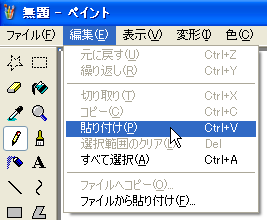 無題 - ペイント
ファイル(F) 編集(E) 表示(V) 変形(I) 色(C)
元に戻す(U) Ctrl+Z
繰り返し(R) Ctrl+Y
切り取り(T) Ctrl+X
コピー(C) Ctrl+C
貼り付け(P) Ctrl+V
選択範囲のクリア(L) Del
すべて選択(A) Ctrl+A
ファイルへコピー(O)...
ファイルから貼り付け(F)...
A